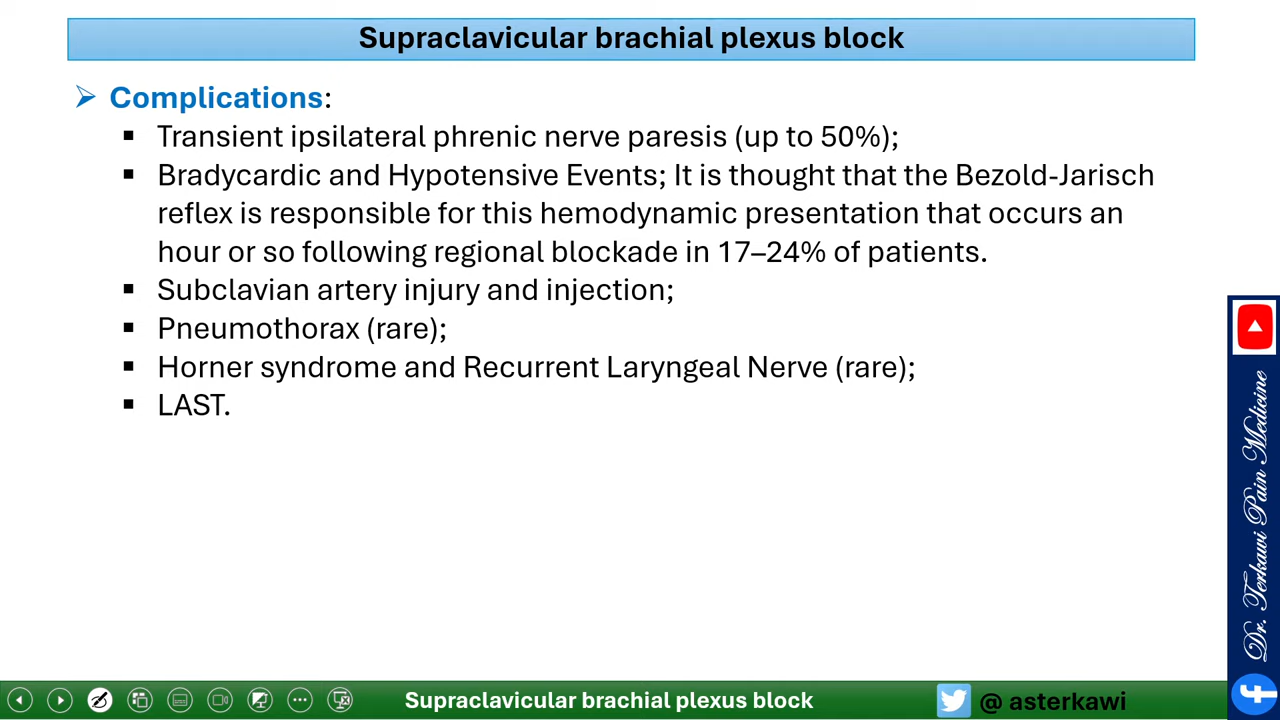 Supraclavicular brachial plexus block
➢ Complications:
▪ Transient ipsilateral phrenic nerve paresis (up to 50%);
▪ Bradycardic and Hypotensive Events; It is thought that the Bezold-Jarisch
reflex is responsible for this hemodynamic presentation that occurs an
hour or so following regional blockade in 17–24% of patients.
▪ Subclavian artery injury and injection;
▪ Pneumothorax (rare);
▪ Horner syndrome and Recurrent Laryngeal Nerve (rare);
▪ LAST.
Dr. Terkawi Pain Medicine
Supraclavicular brachial plexus block
@ asterkawi